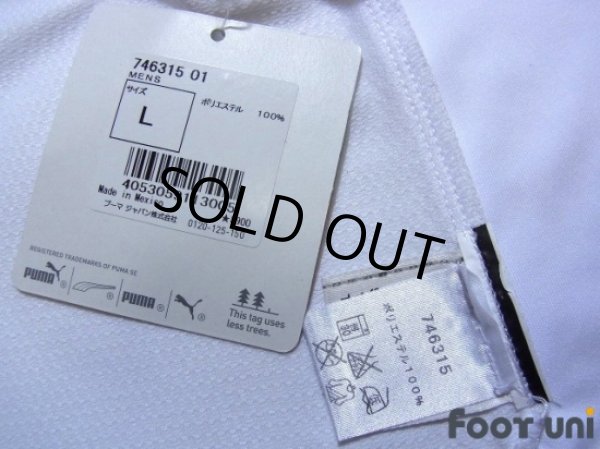 746315 01
MENS
サイズ
L
ポリエステル 100%
Made in Mexico
プーマ ジャパン株式会社
0120-125-150
SOLD OUT
REGISTERED TRADEMARKS OF PUMA SE
PUMA ® ® PUMA ® ®
This tag uses
less trees.
746315
ポリエステル100%
FOOT UNI